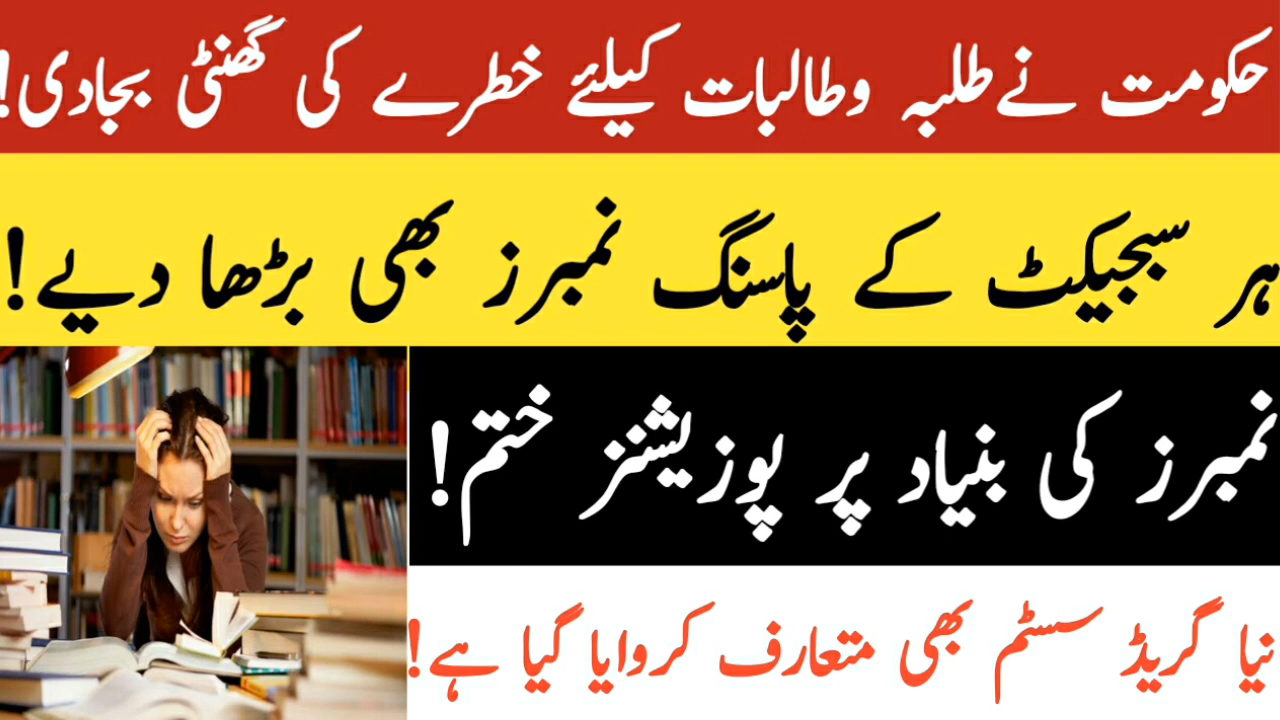 حکومت نے طلبہ وطالبات کیلئے خطرے کی گھنٹی بجادی!
ہر سبجیکٹ کے پاسنگ نمبرز بھی بڑھا دیے!
نمبرز کی بنیاد پر پوزیشنز ختم!
نیا گریڈ سسٹم بھی متعارف کروایا گیا ہے!